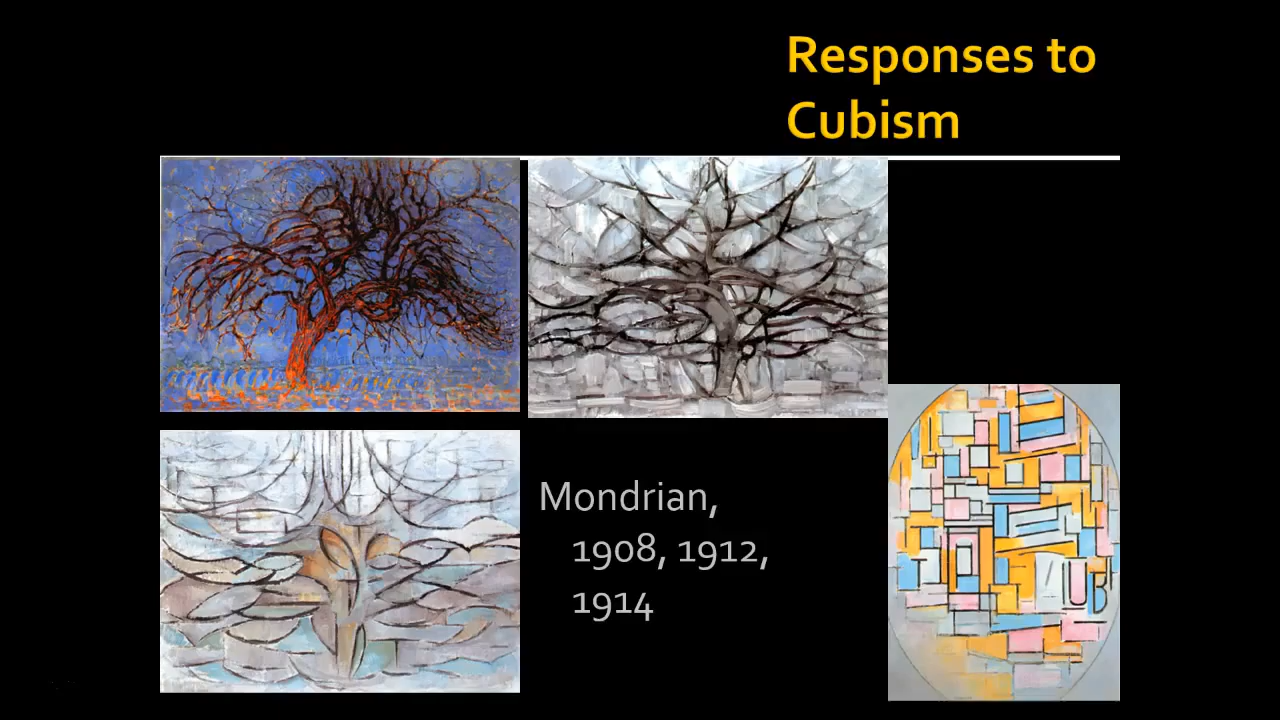 Responses to
Cubism
Mondrian,
1908, 1912,
1914